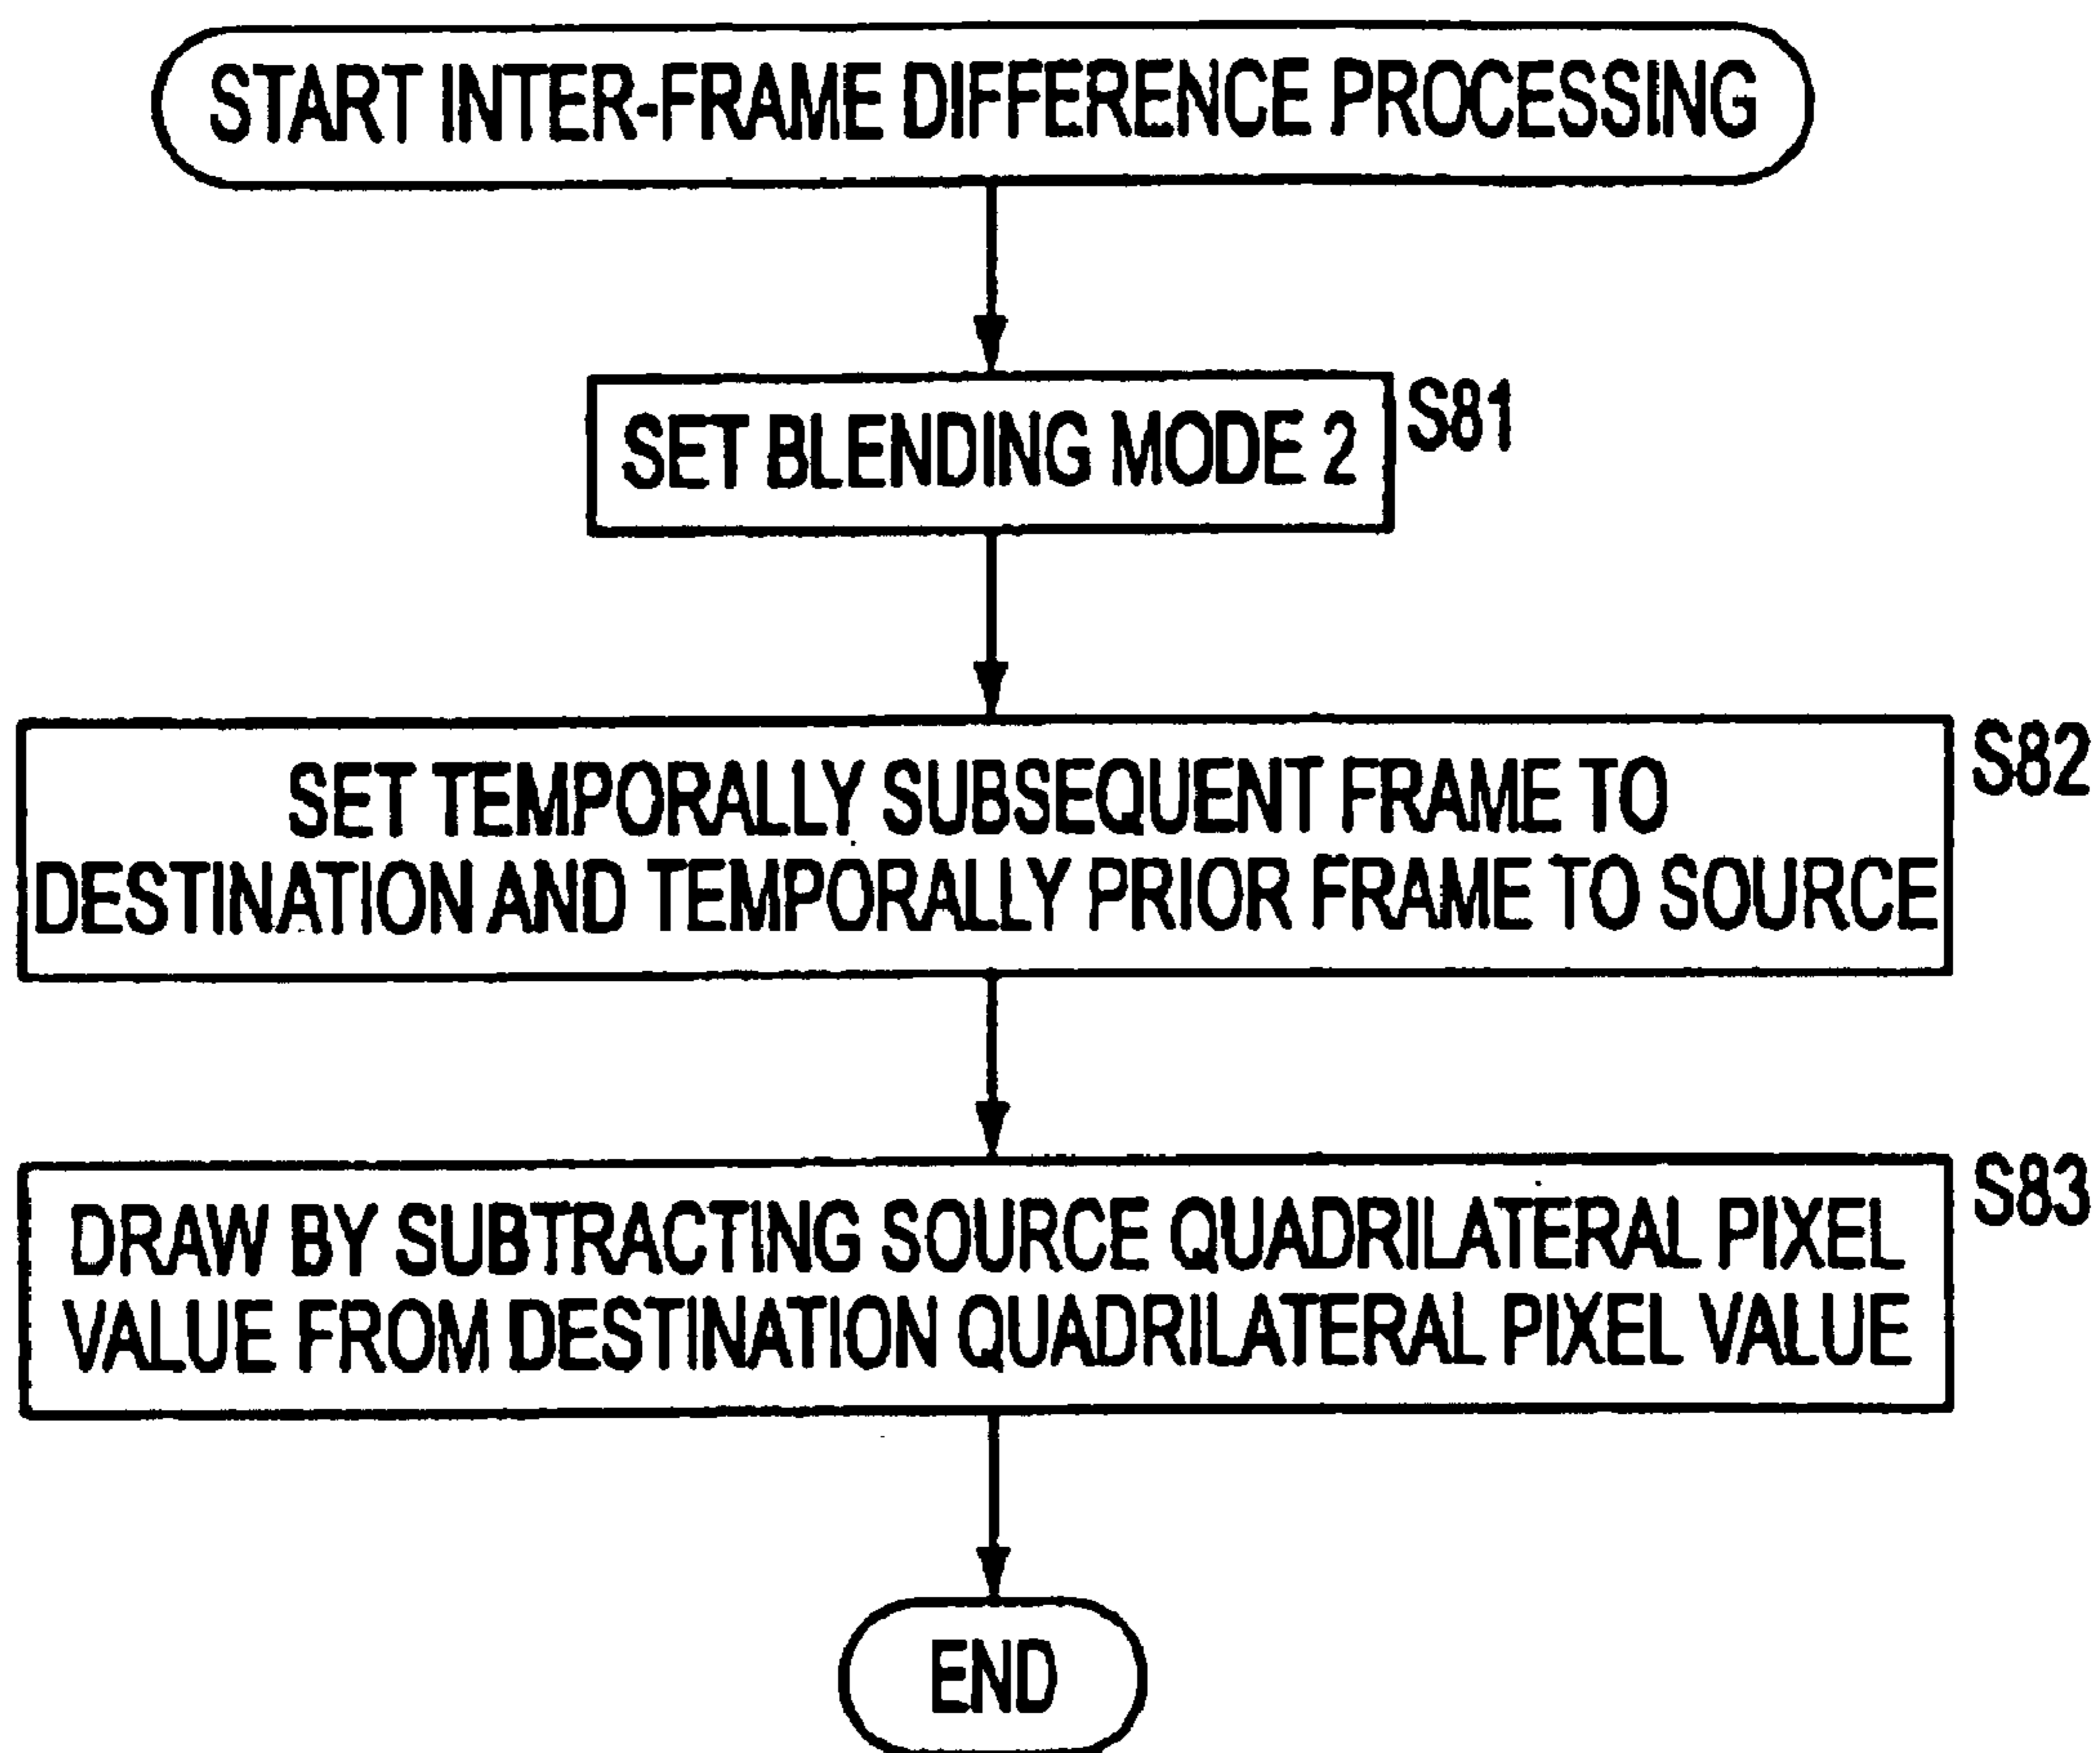 START INTER-FRAME DIFFERENCE PROCESSING
SET BLENDING MODE 2
S81
SET TEMPORALLY SUBSEQUENT FRAME TO
DESTINATION AND TEMPORALLY PRIOR FRAME TO SOURCE
S82
DRAW BY SUBTRACTING SOURCE QUADRILATERAL PIXEL
VALUE FROM DESTINATION QUADRILATERAL PIXEL VALUE
S83
END